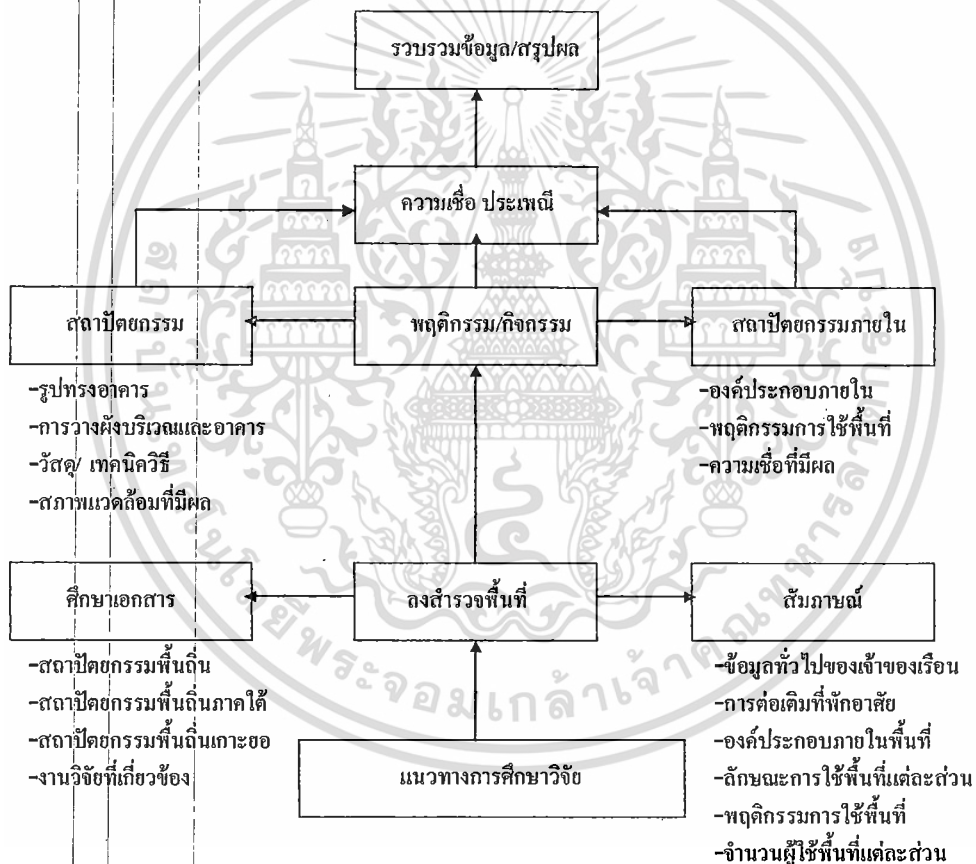 รวบรวมข้อมูล/สรุปผล
ความเชื่อ ประเพณี
สถาปัตยกรรม
พฤติกรรม/กิจกรรม
สถาปัตยกรรมภายใน
-รูปทรงอาคาร
-การวางผังบริเวณและอาคาร
-วัสดุ/ เทคนิควิธี
-สภาพแวดล้อมที่มีผล
-องค์ประกอบภายใน
-พฤติกรรมการใช้พื้นที่
-ความเชื่อที่มีผล
ศึกษาเอกสาร
ลงสำรวจพื้นที่
สัมภาษณ์
-สถาปัตยกรรมพื้นถิ่น
-สถาปัตยกรรมพื้นถิ่นภาคใต้
-สถาปัตยกรรมพื้นถิ่นเกาะยอ
-งานวิจัยที่เกี่ยวข้อง
-ข้อมูลทั่วไปของเจ้าของเรือน
-การต่อเติมที่พักอาศัย
-องค์ประกอบภายในพื้นที่
-ลักษณะการใช้พื้นที่แต่ละส่วน
-พฤติกรรมการใช้พื้นที่
-จำนวนผู้ใช้พื้นที่แต่ละส่วน
แนวทางการศึกษาวิจัย
พระจอมเกล้าเจ้าคุณทหาร